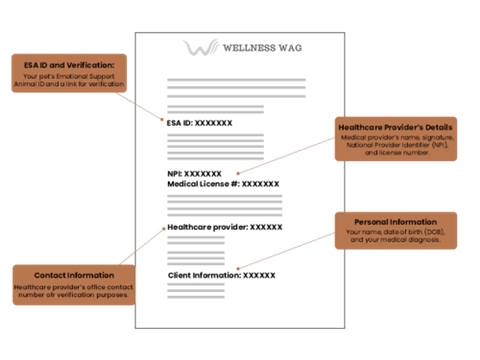 WELLNESS WAG
ESA ID and Verification:
Your pet's Emotional Support
Animal ID and a link for verification
ESA ID: XXXXXXX
Healthcare Provider's Details
Medical provider's name, signature,
National Provider Identifier (NPI),
and license number.
NPI: XXXXXXX
Medical License #: XXXXXXX
Personal Information
Your name, date of birth (DOB),
and your medical diagnosis.
Healthcare provider: XXXXXX
Contact Information
Healthcare provider's office contact
number ofr verification purposes.
Client Information: XXXXXX